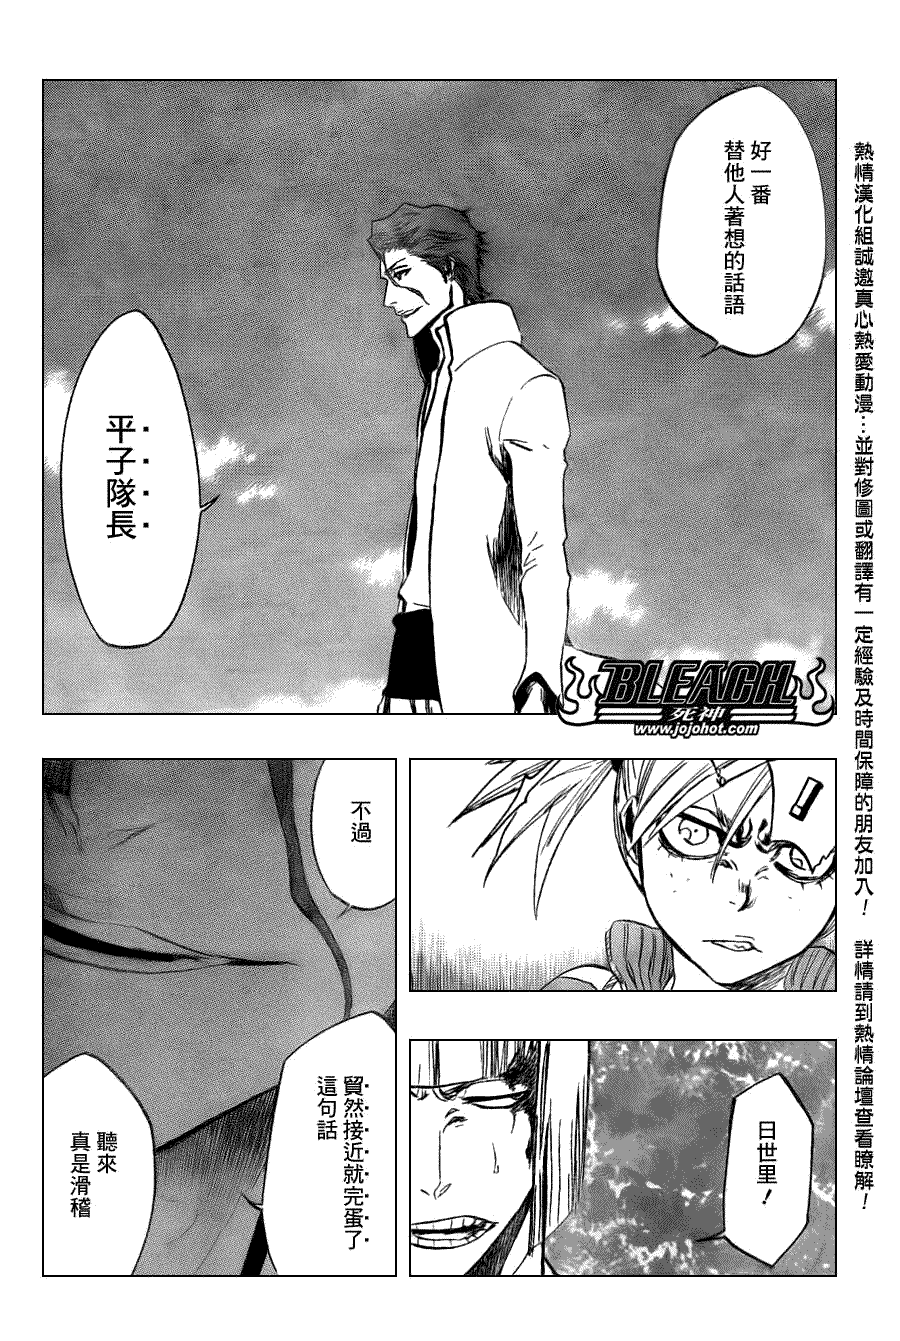 好一番
替他人著想的話語
平子隊長
BLEACH
死神
www.jojohot.com
!
日世里!
不過
貿然接近就完蛋了
這句話
聽來
真是滑稽
熱情漢化組誠邀真心熱愛動漫…並對修圖或翻譯有一定經驗及時間保障的朋友加入! 詳情請到熱情論壇查看瞭解!